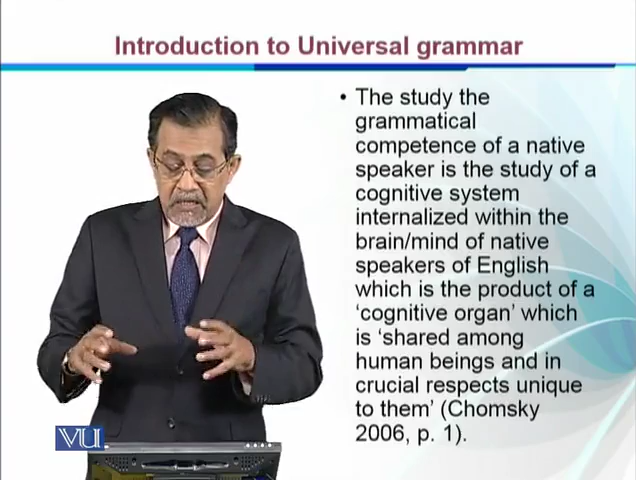 Introduction to Universal grammar
• The study the
grammatical
competence of a native
speaker is the study of a
cognitive system
internalized within the
brain/mind of native
speakers of English
which is the product of a
‘cognitive organ’ which
is ‘shared among
human beings and in
crucial respects unique
to them’ (Chomsky
2006, p. 1).
VU